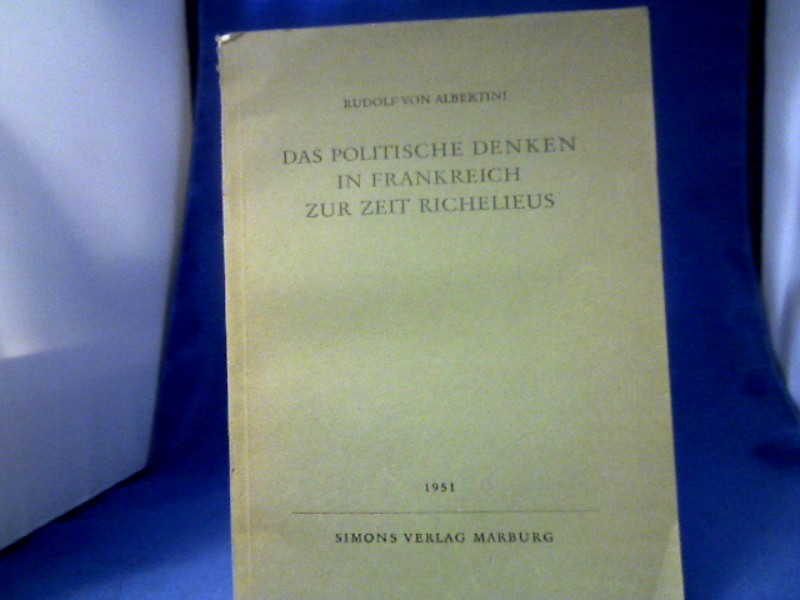 RUDOLF VON ALBERTINI
DAS POLITISCHE DENKEN
IN FRANKREICH
ZUR ZEIT RICHELIEUS
1951
SIMONS VERLAG MARBURG